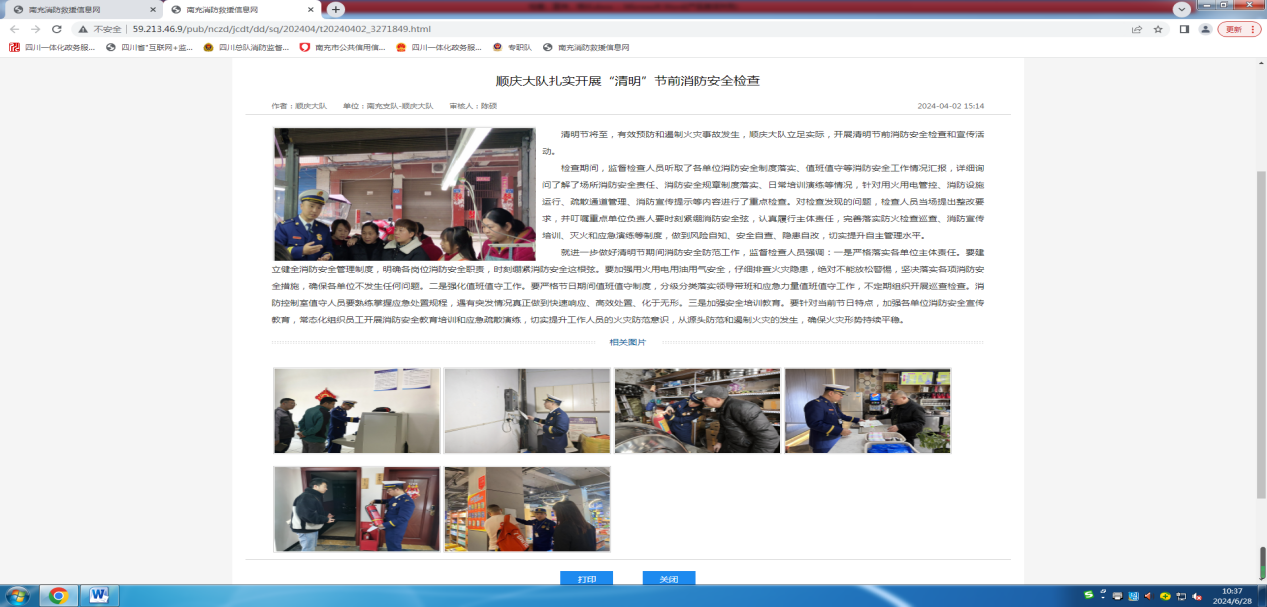 南充消防救援信息网
南充消防救援信息网
不安全 59.213.46.9/pub/nczd/jcdt/dd/sq/202404/t20240402_3271849.html
更新
四川一体化政务服...
四川省"互联网+监...
四川总队消防监督...
南充市公共信用信...
四川一体化政务服...
专职队
南充消防救援信息网
顺庆大队扎实开展“清明”节前消防安全检查
作者：顺庆大队 单位：南充支队-顺庆大队 审核人：陈硕 2024-04-02 15:14
清明节将至，有效预防和遏制火灾事故发生，顺庆大队立足实际，开展清明节前消防安全检查和宣传活
动。
检查期间，监督检查人员听取了各单位消防安全制度落实、值班值守等消防安全工作情况汇报，详细询
问了解了场所消防安全责任、消防安全规章制度落实、日常培训演练等情况，针对用火用电管控、消防设施
运行、疏散通道管理、消防宣传提示等内容进行了重点检查。对检查发现的问题，检查人员当场提出整改要
求，并叮嘱重点单位负责人要时刻紧绷消防安全弦，认真履行主体责任，完善落实防火检查巡查、消防宣传
培训、灭火和应急演练等制度，做到风险自知、安全自查、隐患自改，切实提升自主管理水平。
就进一步做好清明节期间消防安全防范工作，监督检查人员强调：一是严格落实各单位主体责任。要建
立健全消防安全管理制度，明确各岗位消防安全职责，时刻绷紧消防安全这根弦。要加强用火用电用油用气安全，仔细排查火灾隐患，绝对不能放松警惕，坚决落实各项消防安
全措施，确保各单位不发生任何问题。二是强化值班值守工作。要严格节日期间值班值守制度，分级分类落实领导带班和应急力量值班值守工作，不定期组织开展巡查检查。消
防控制室值守人员要熟练掌握应急处置规程，遇有突发情况真正做到快速响应、高效处置、化于无形。三是加强安全培训教育。要针对当前节日特点，加强各单位消防安全宣传
教育，常态化组织员工开展消防安全教育培训和应急疏散演练，切实提升工作人员的火灾防范意识，从源头防范和遏制火灾的发生，确保火灾形势持续平稳。
相关图片
打印 关闭
10:37
2024/6/28